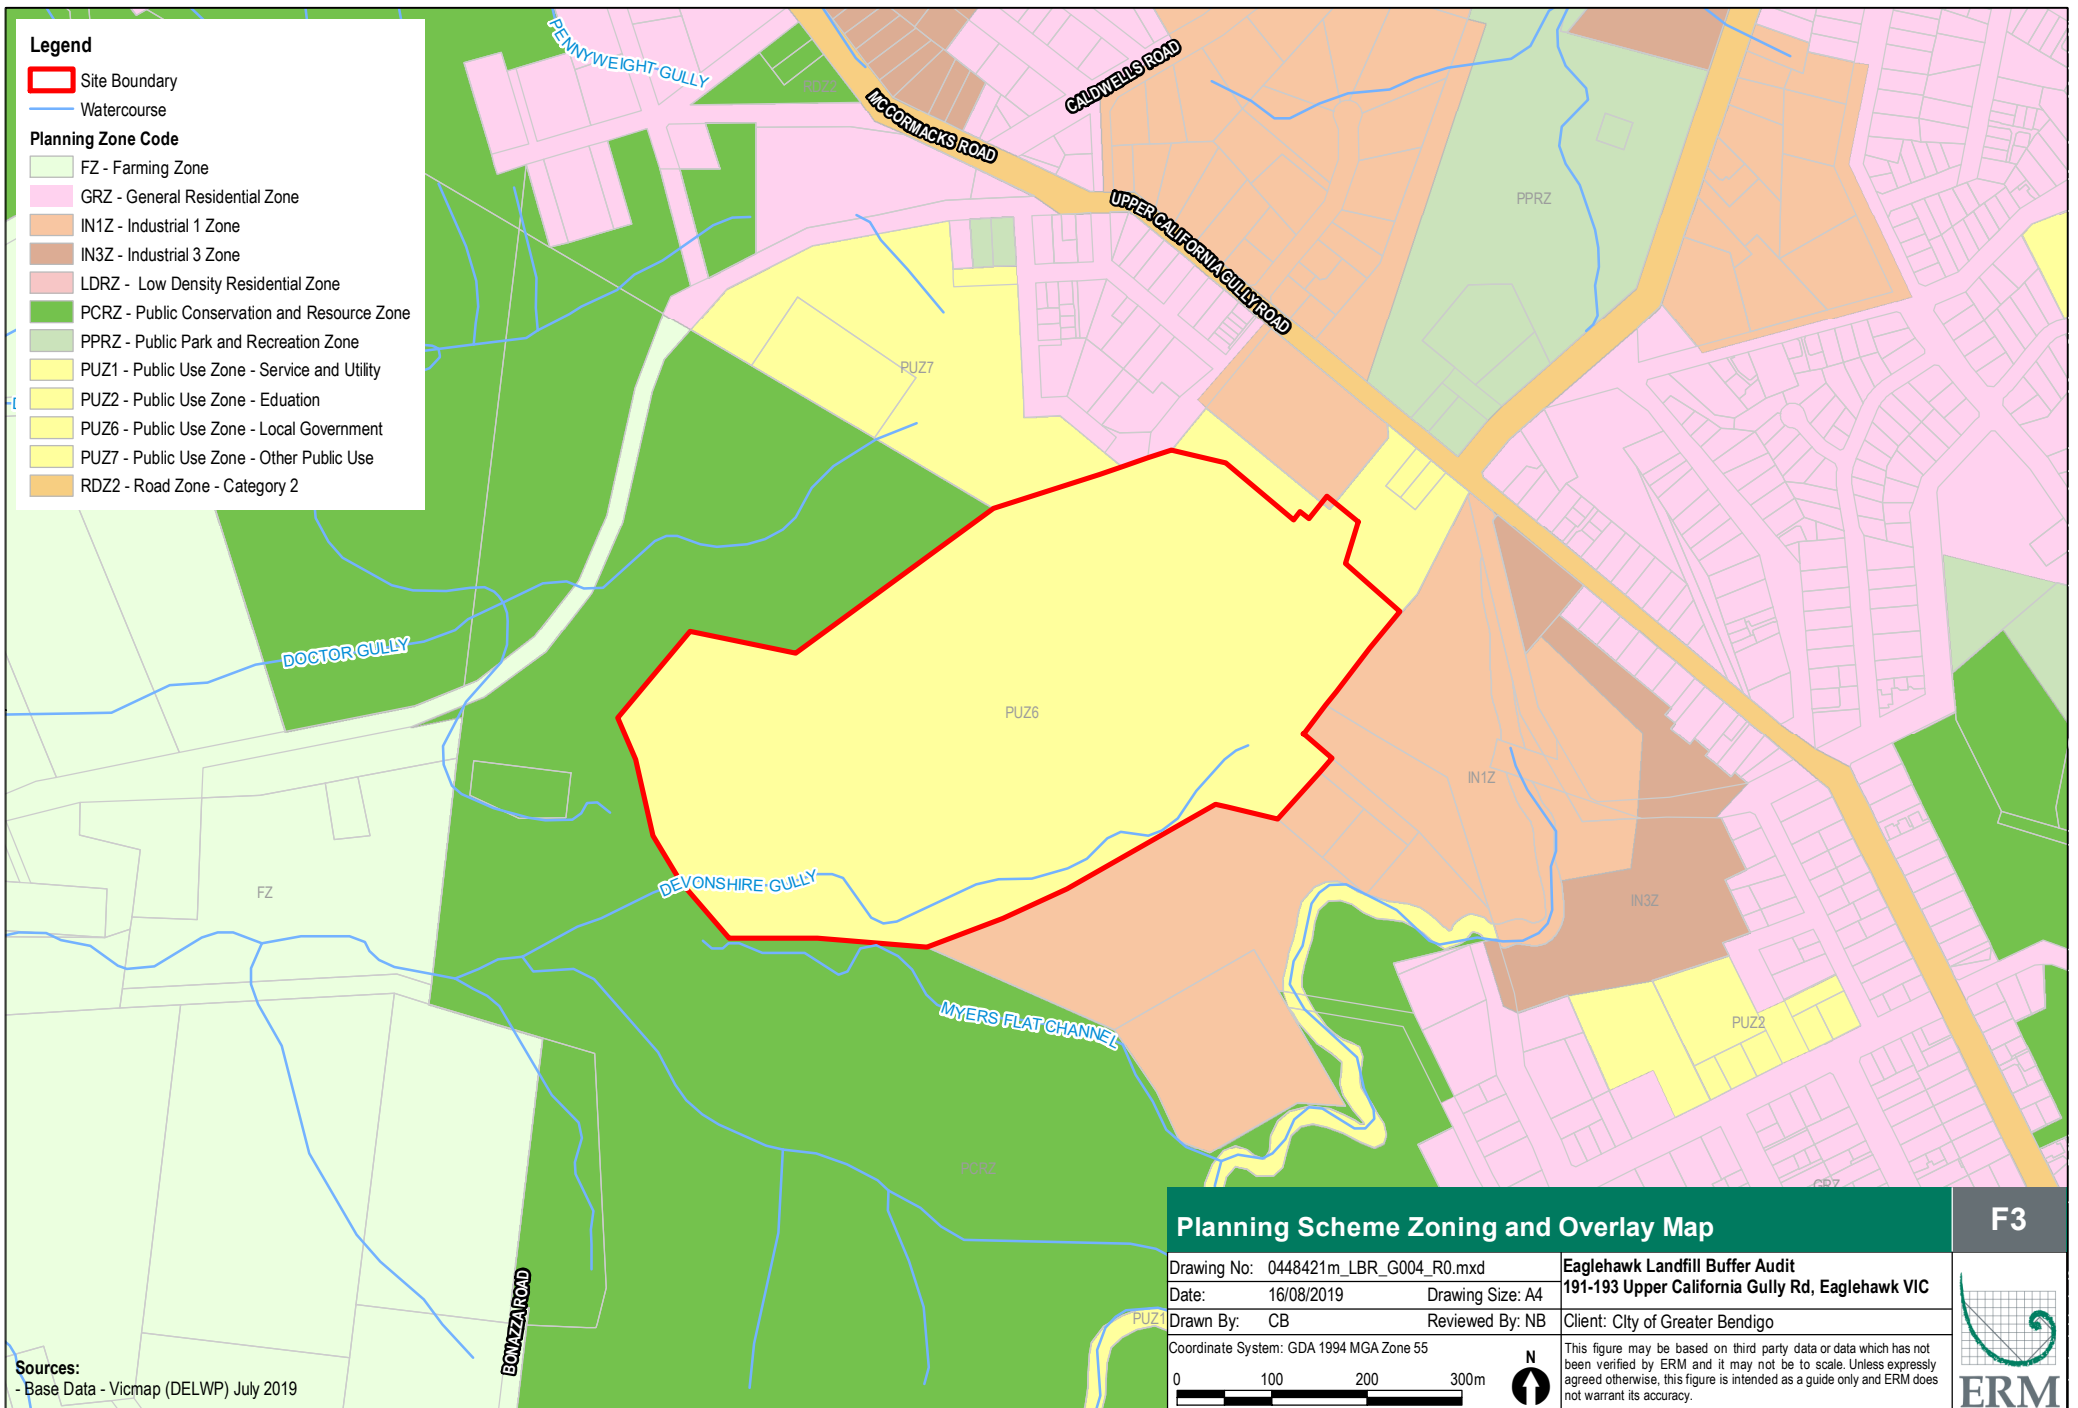 Legend
Site Boundary
Watercourse
Planning Zone Code
FZ - Farming Zone
GRZ - General Residential Zone
IN1Z - Industrial 1 Zone
IN3Z - Industrial 3 Zone
LDRZ - Low Density Residential Zone
PCRZ - Public Conservation and Resource Zone
PPRZ - Public Park and Recreation Zone
PUZ1 - Public Use Zone - Service and Utility
PUZ2 - Public Use Zone - Eduation
PUZ6 - Public Use Zone - Local Government
PUZ7 - Public Use Zone - Other Public Use
RDZ2 - Road Zone - Category 2
PENNYWEIGHT GULLY
MCCORMACKS ROAD
CALDWELLS ROAD
UPPER CALIFORNIA GULLY ROAD
PPRZ
PUZ7
DOCTOR GULLY
PUZ6
IN1Z
DEVONSHIRE GULLY
FZ
IN3Z
MYERS FLAT CHANNEL
PUZ2
PCRZ
GRZ
PUZ1
BONAZZA ROAD
Sources:
- Base Data - Vicmap (DELWP) July 2019
Planning Scheme Zoning and Overlay Map
F3
Drawing No: 0448421m_LBR_G004_R0.mxd
Date: 16/08/2019 Drawing Size: A4
Drawn By: CB Reviewed By: NB
Coordinate System: GDA 1994 MGA Zone 55
0 100 200 300m
N
Eaglehawk Landfill Buffer Audit
191-193 Upper California Gully Rd, Eaglehawk VIC
Client: CIty of Greater Bendigo
This figure may be based on third party data or data which has not
been verified by ERM and it may not be to scale. Unless expressly
agreed otherwise, this figure is intended as a guide only and ERM does
not warrant its accuracy.
ERM